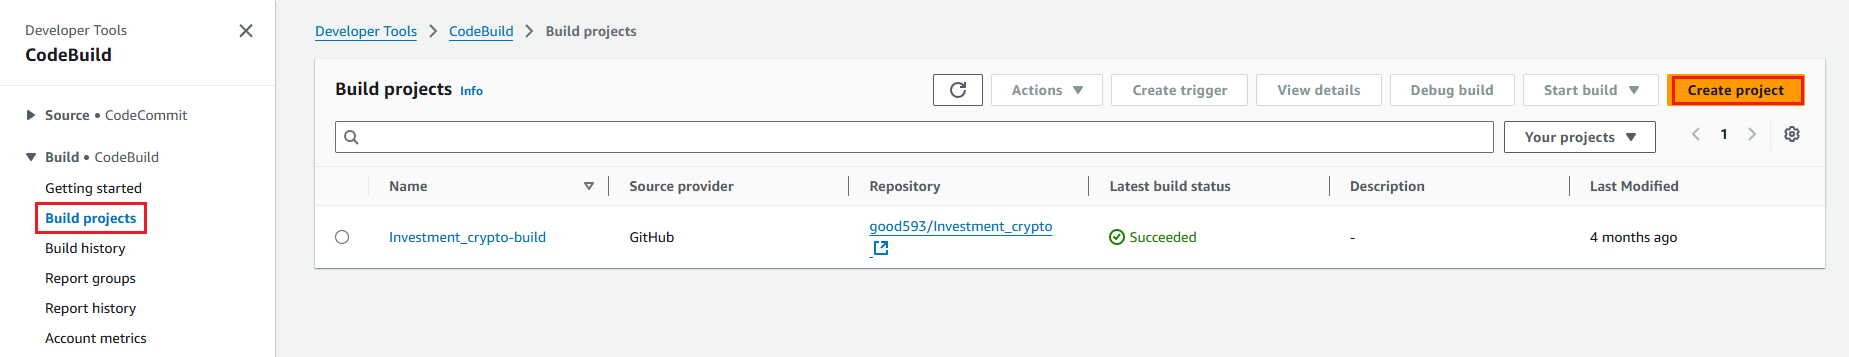 Developer Tools
CodeBuild
Source • CodeCommit
Build • CodeBuild
Getting started
Build projects
Build history
Report groups
Report history
Account metrics
Developer Tools > CodeBuild > Build projects
Build projects Info
Actions Create trigger View details Debug build Start build Create project
Your projects 1
Name Source provider Repository Latest build status Description Last Modified
Investment_crypto-build GitHub good593/Investment_crypto Succeeded - 4 months ago